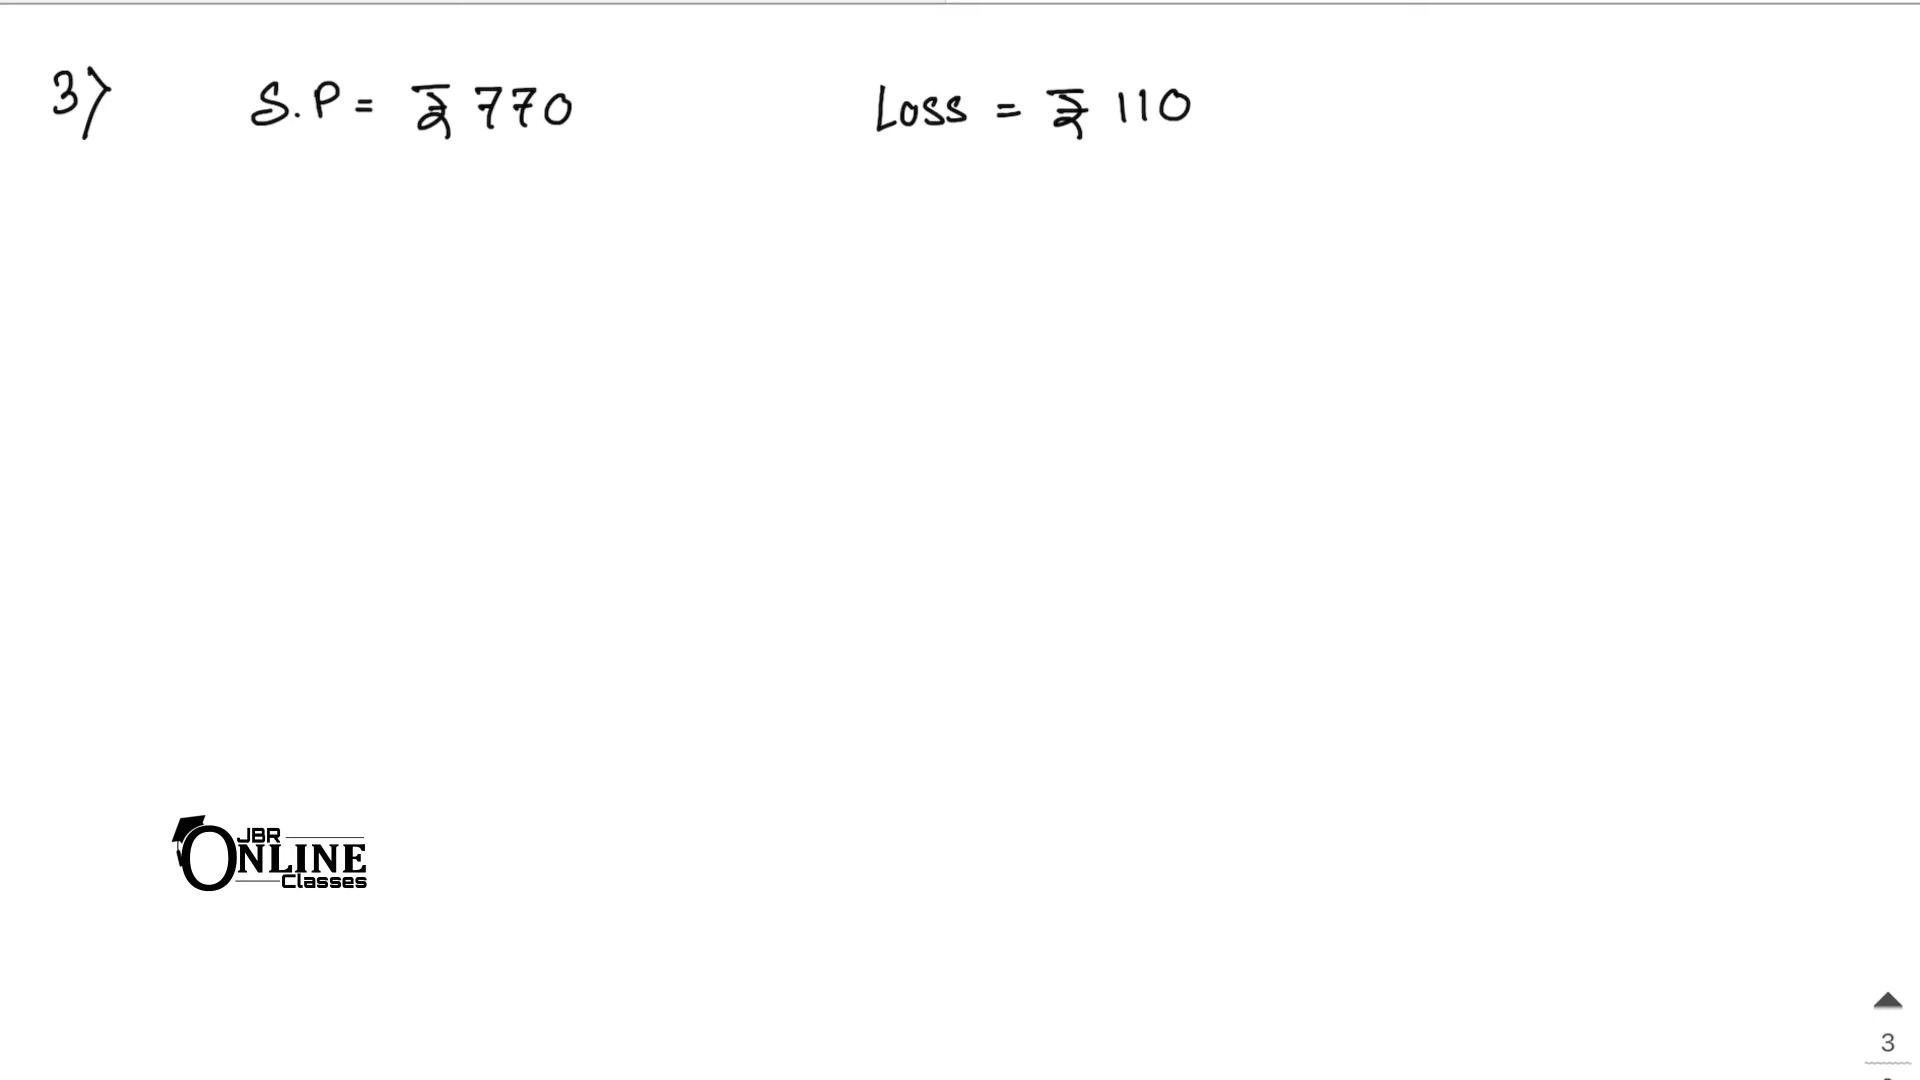 3) S.P = ₹ 770 Loss = ₹ 110
JBR
ONLINE
Classes
3